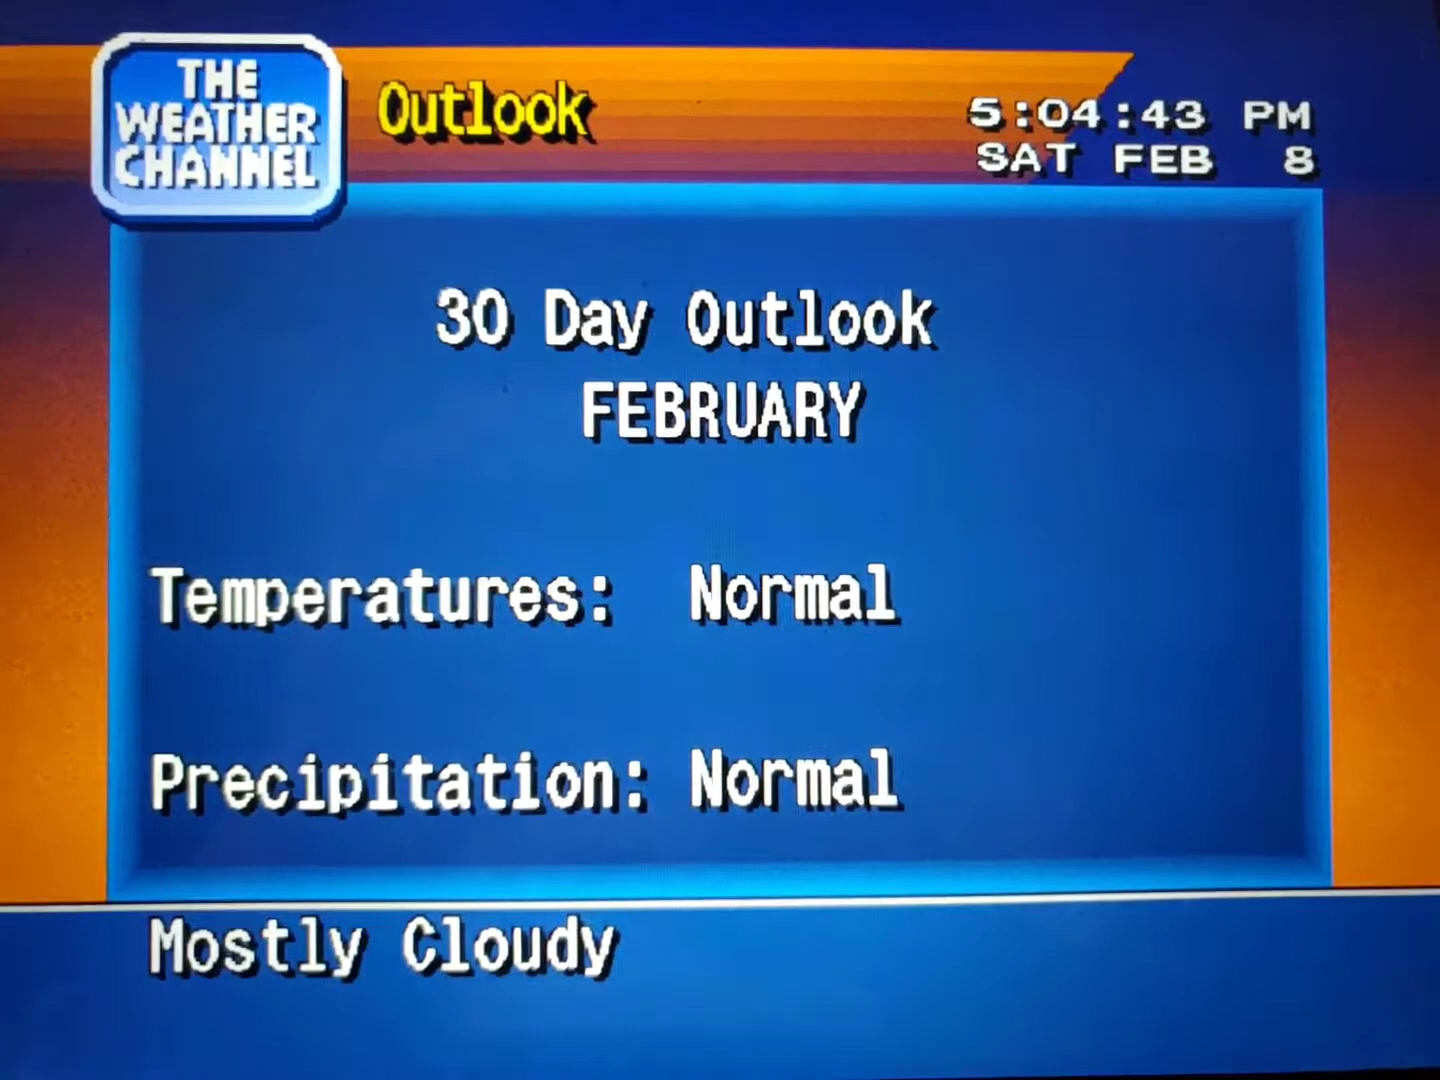 THE
WEATHER
CHANNEL
Outlook
5:04:43 PM
SAT FEB 8
30 Day Outlook
FEBRUARY
Temperatures: Normal
Precipitation: Normal
Mostly Cloudy